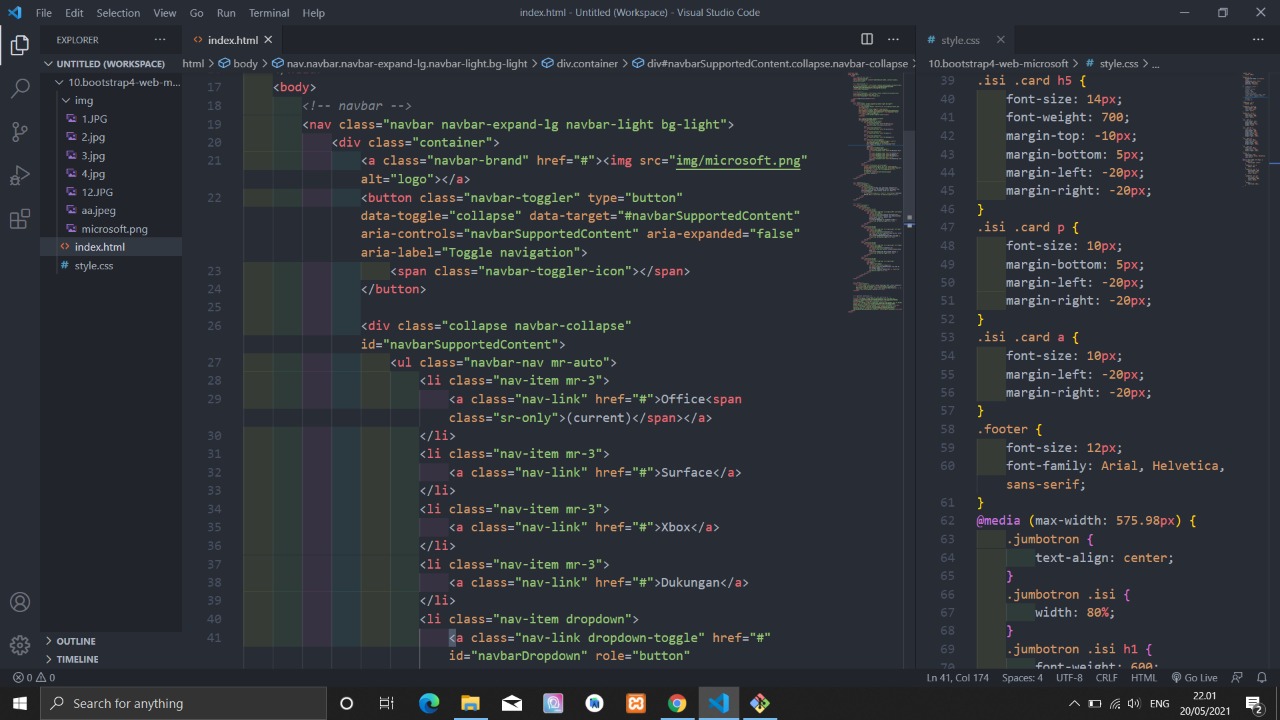 File Edit Selection View Go Run Terminal Help
index.html - Untitled (Workspace) - Visual Studio Code
EXPLORER ···
UNTITLED (WORKSPACE)
10.bootstrap4-web-m...
img
1.JPG
2.jpg
3.jpg
4.jpg
12.JPG
aa.jpeg
microsoft.png
<> index.html
# style.css
OUTLINE
TIMELINE
<> index.html
html > body > nav.navbar.navbar-expand-lg.navbar-light.bg-light > div.container > div#navbarSupportedContent.collapse.navbar-collapse >
17 <body>
18 <!-- navbar -->
19 <nav class="navbar navbar-expand-lg navbar-light bg-light">
20 <div class="container">
21 <a class="navbar-brand" href="#"><img src="img/microsoft.png"
alt="logo"></a>
22 <button class="navbar-toggler" type="button"
data-toggle="collapse" data-target="#navbarSupportedContent"
aria-controls="navbarSupportedContent" aria-expanded="false"
aria-label="Toggle navigation">
23 <span class="navbar-toggler-icon"></span>
24 </button>
25
26 <div class="collapse navbar-collapse"
id="navbarSupportedContent">
27 <ul class="navbar-nav mr-auto">
28 <li class="nav-item mr-3">
29 <a class="nav-link" href="#">Office<span
class="sr-only">(current)</span></a>
30 </li>
31 <li class="nav-item mr-3">
32 <a class="nav-link" href="#">Surface</a>
33 </li>
34 <li class="nav-item mr-3">
35 <a class="nav-link" href="#">Xbox</a>
36 </li>
37 <li class="nav-item mr-3">
38 <a class="nav-link" href="#">Dukungan</a>
39 </li>
40 <li class="nav-item dropdown">
41 <a class="nav-link dropdown-toggle" href="#"
id="navbarDropdown" role="button"
# style.css
10.bootstrap4-web-microsoft > # style.css > ...
39 .isi .card h5 {
40 font-size: 14px;
41 font-weight: 700;
42 margin-top: -10px;
43 margin-bottom: 5px;
44 margin-left: -20px;
45 margin-right: -20px;
46 }
47 .isi .card p {
48 font-size: 10px;
49 margin-bottom: 5px;
50 margin-left: -20px;
51 margin-right: -20px;
52 }
53 .isi .card a {
54 font-size: 10px;
55 margin-left: -20px;
56 margin-right: -20px;
57 }
58 .footer {
59 font-size: 12px;
60 font-family: Arial, Helvetica,
sans-serif;
61 }
62 @media (max-width: 575.98px) {
63 .jumbotron {
64 text-align: center;
65 }
66 .jumbotron .isi {
67 width: 80%;
68 }
69 .jumbotron .isi h1 {
70 font-weight: 600;
0 0 Ln 41, Col 174 Spaces: 4 UTF-8 CRLF HTML Go Live
Search for anything
ENG
22.01
20/05/2021
2